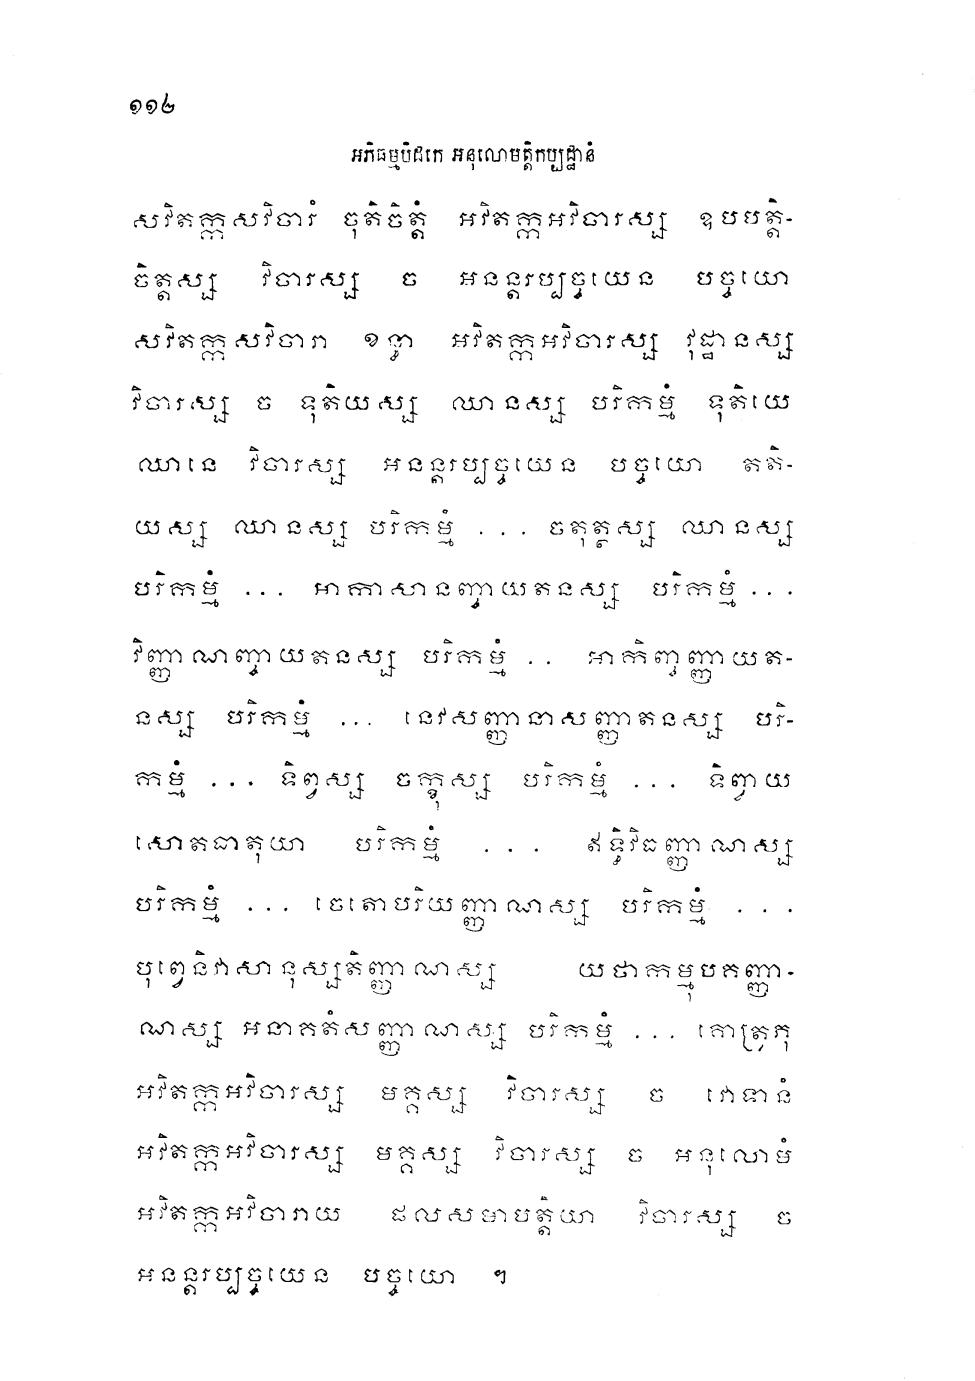 ១១២
អភិធម្មបិដកេ អនុលោមត្តិកប្បដ្ឋានំ
សវិតក្កសវិចារំ ចុតិចិត្តំ អវិតក្កអវិចារស្ស ឧបបត្តិ-
ចិត្តស្ស វិចារស្ស ច អនន្តរប្បច្ចយេន បច្ចយោ
សវិតក្កសវិចារា ខន្ធា អវិតក្កអវិចារស្ស វុដ្ឋានស្ស
វិចារស្ស ច ទុតិយស្ស ឈានស្ស បរិកម្មំ ទុតិយេ
ឈានេ វិចារស្ស អនន្តរប្បច្ចយេន បច្ចយោ តតិ-
យស្ស ឈានស្ស បរិកម្មំ ... ចតុត្ថស្ស ឈានស្ស
បរិកម្មំ ... អាកាសានញ្ចាយតនស្ស បរិកម្មំ ...
វិញ្ញាណញ្ចាយតនស្ស បរិកម្មំ .. អាកិញ្ចញ្ញាយត-
នស្ស បរិកម្មំ ... នេវសញ្ញានាសញ្ញាតនស្ស បរិ-
កម្មំ ... ទិព្វស្ស ចក្ខុស្ស បរិកម្មំ ... ទិព្វាយ
សោតធាតុយា បរិកម្មំ ... ឥទ្ធិវិធញ្ញាណស្ស
បរិកម្មំ ... ចេតោបរិយញ្ញាណស្ស បរិកម្មំ ...
បុព្វេនិវាសានុស្សតិញ្ញាណស្ស យថាកម្មុបគញ្ញា-
ណស្ស អនាគតំសញ្ញាណស្ស បរិកម្មំ ... គោត្រភុ
អវិតក្កអវិចារស្ស មគ្គស្ស វិចារស្ស ច វោទានំ
អវិតក្កអវិចារស្ស មគ្គស្ស វិចារស្ស ច អនុលោមំ
អវិតក្កអវិចារាយ ផលសមាបត្តិយា វិចារស្ស ច
អនន្តរប្បច្ចយេន បច្ចយោ ។